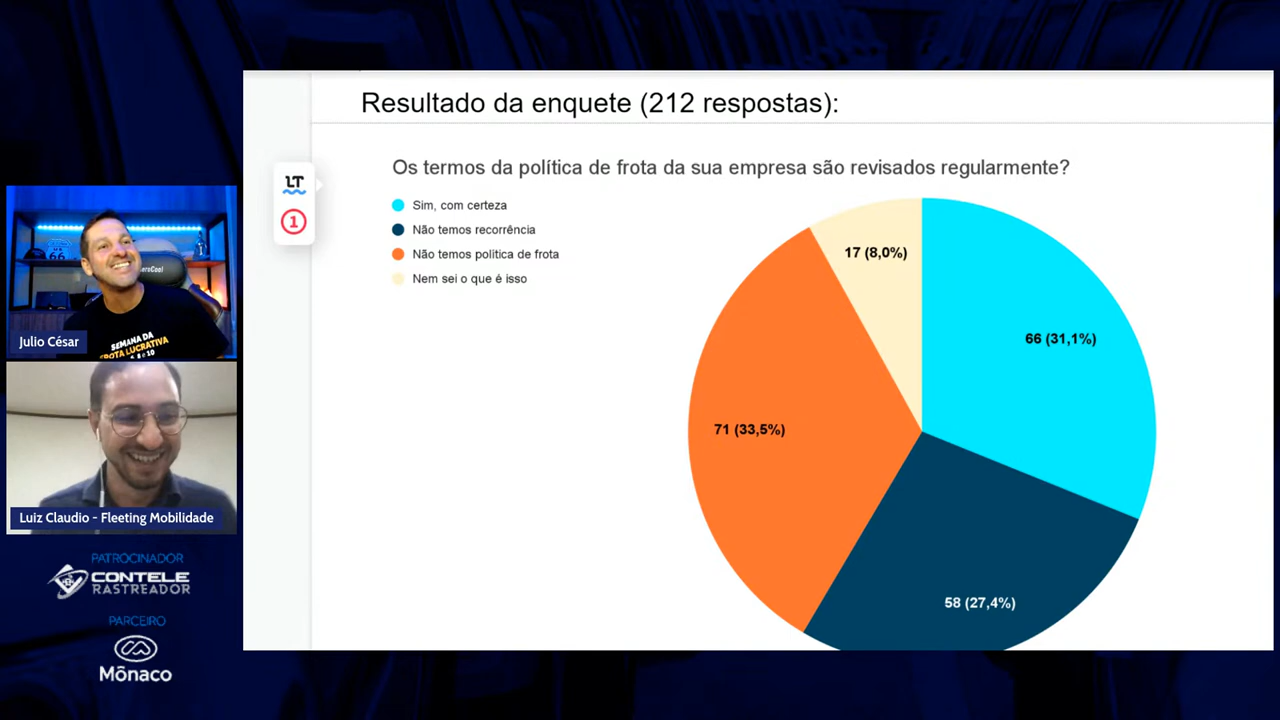 Resultado da enquete (212 respostas):
Os termos da política de frota da sua empresa são revisados regularmente?
LT
1
Sim, com certeza
Não temos recorrência
Não temos política de frota
Nem sei o que é isso
17 (8,0%)
66 (31,1%)
71 (33,5%)
58 (27,4%)
66
AeroCool
SEMANA DA
FROTA LUCRATIVA
Julio César
Luiz Claudio - Fleeting Mobilidade
PATROCINADOR
CONTELE
RASTREADOR
PARCEIRO
Mônaco